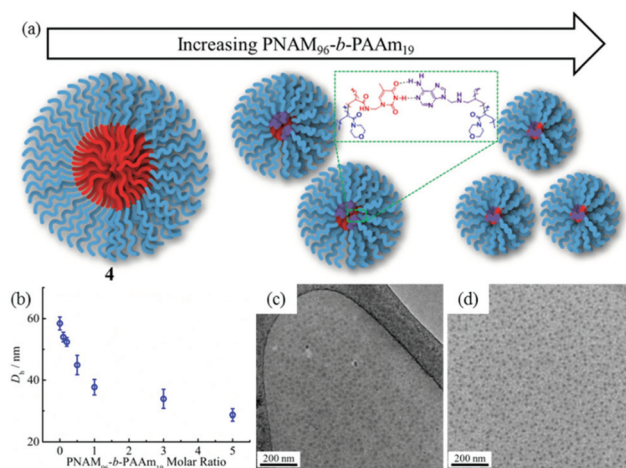 (a)
Increasing PNAM₉₆-b-PAAm₁₉
4
(b)
60
40
20
0 1 2 3 4 5
Dₕ / nm
PNAM₉₆-b-PAAm₁₉ Molar Ratio
(c)
200 nm
(d)
200 nm